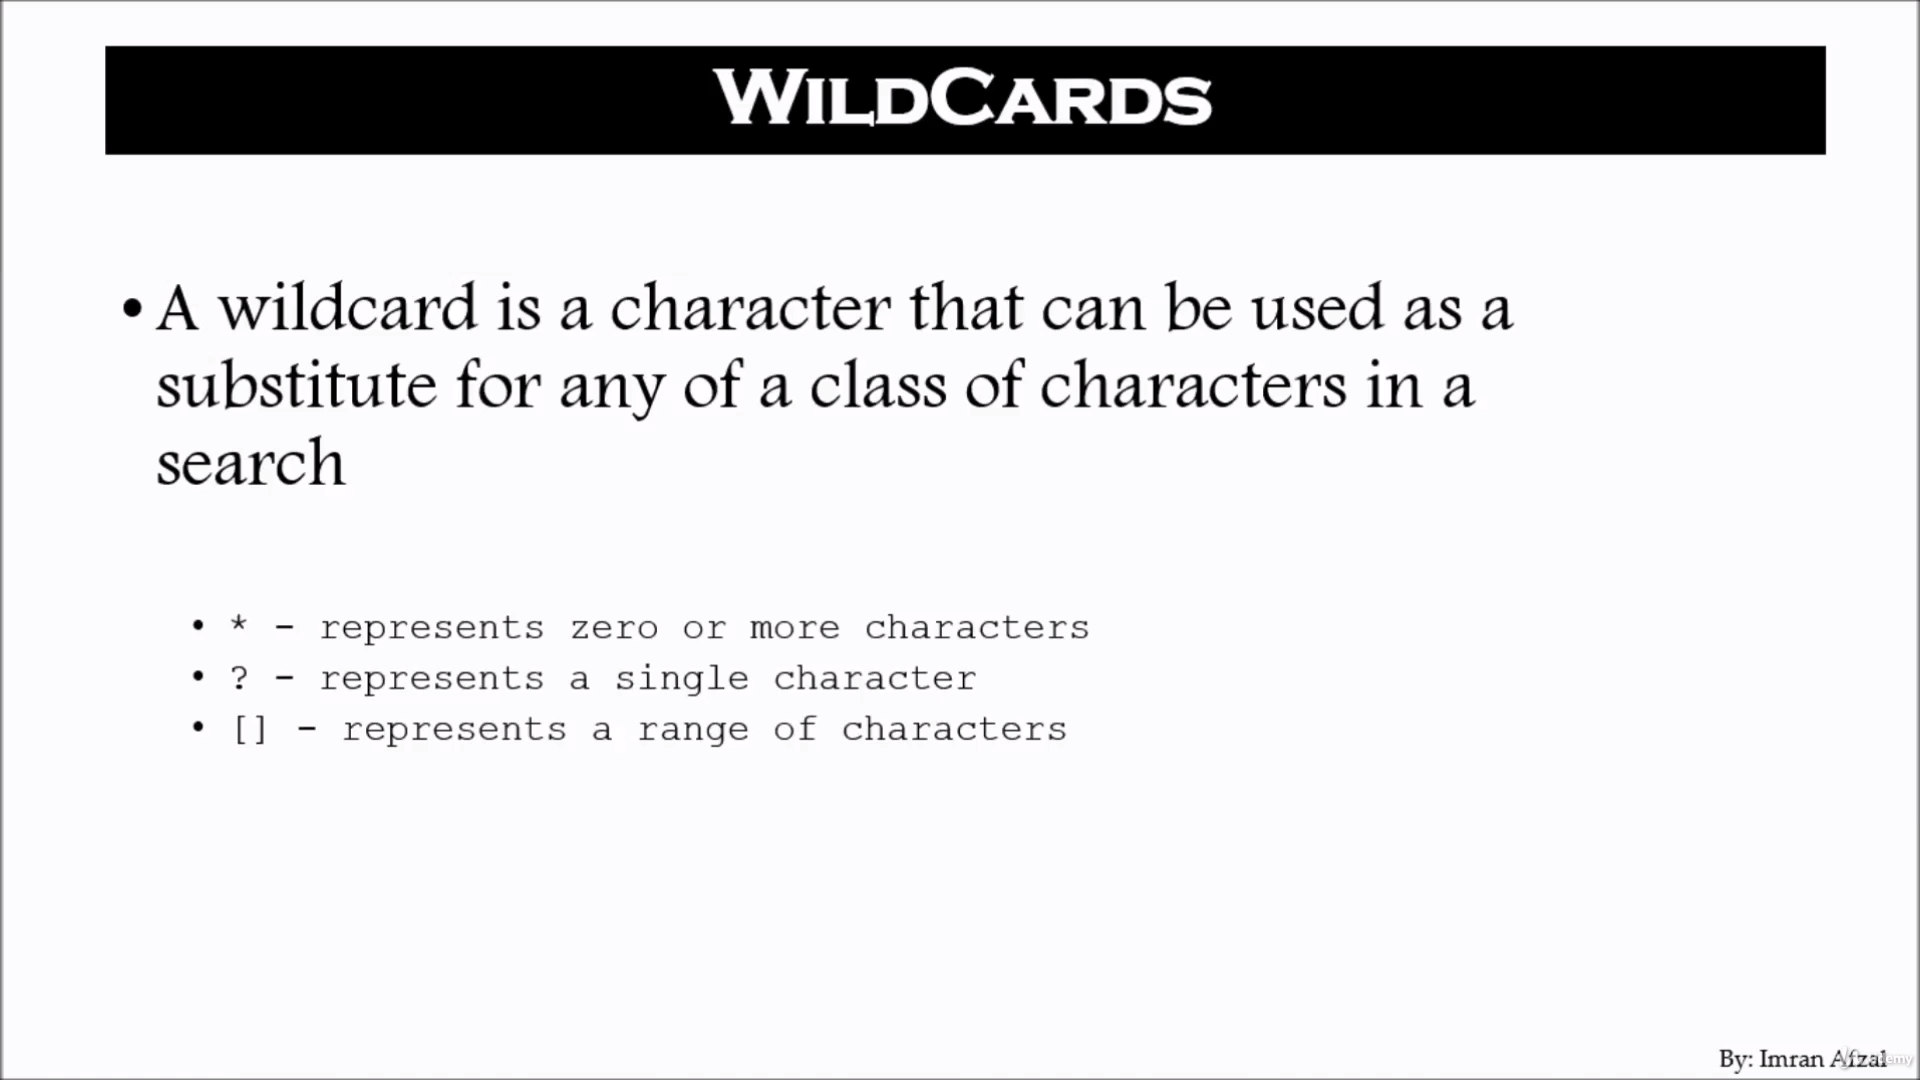 WildCards
• A wildcard is a character that can be used as a
substitute for any of a class of characters in a
search
• * – represents zero or more characters
• ? – represents a single character
• [] – represents a range of characters
By: Imran Afzal